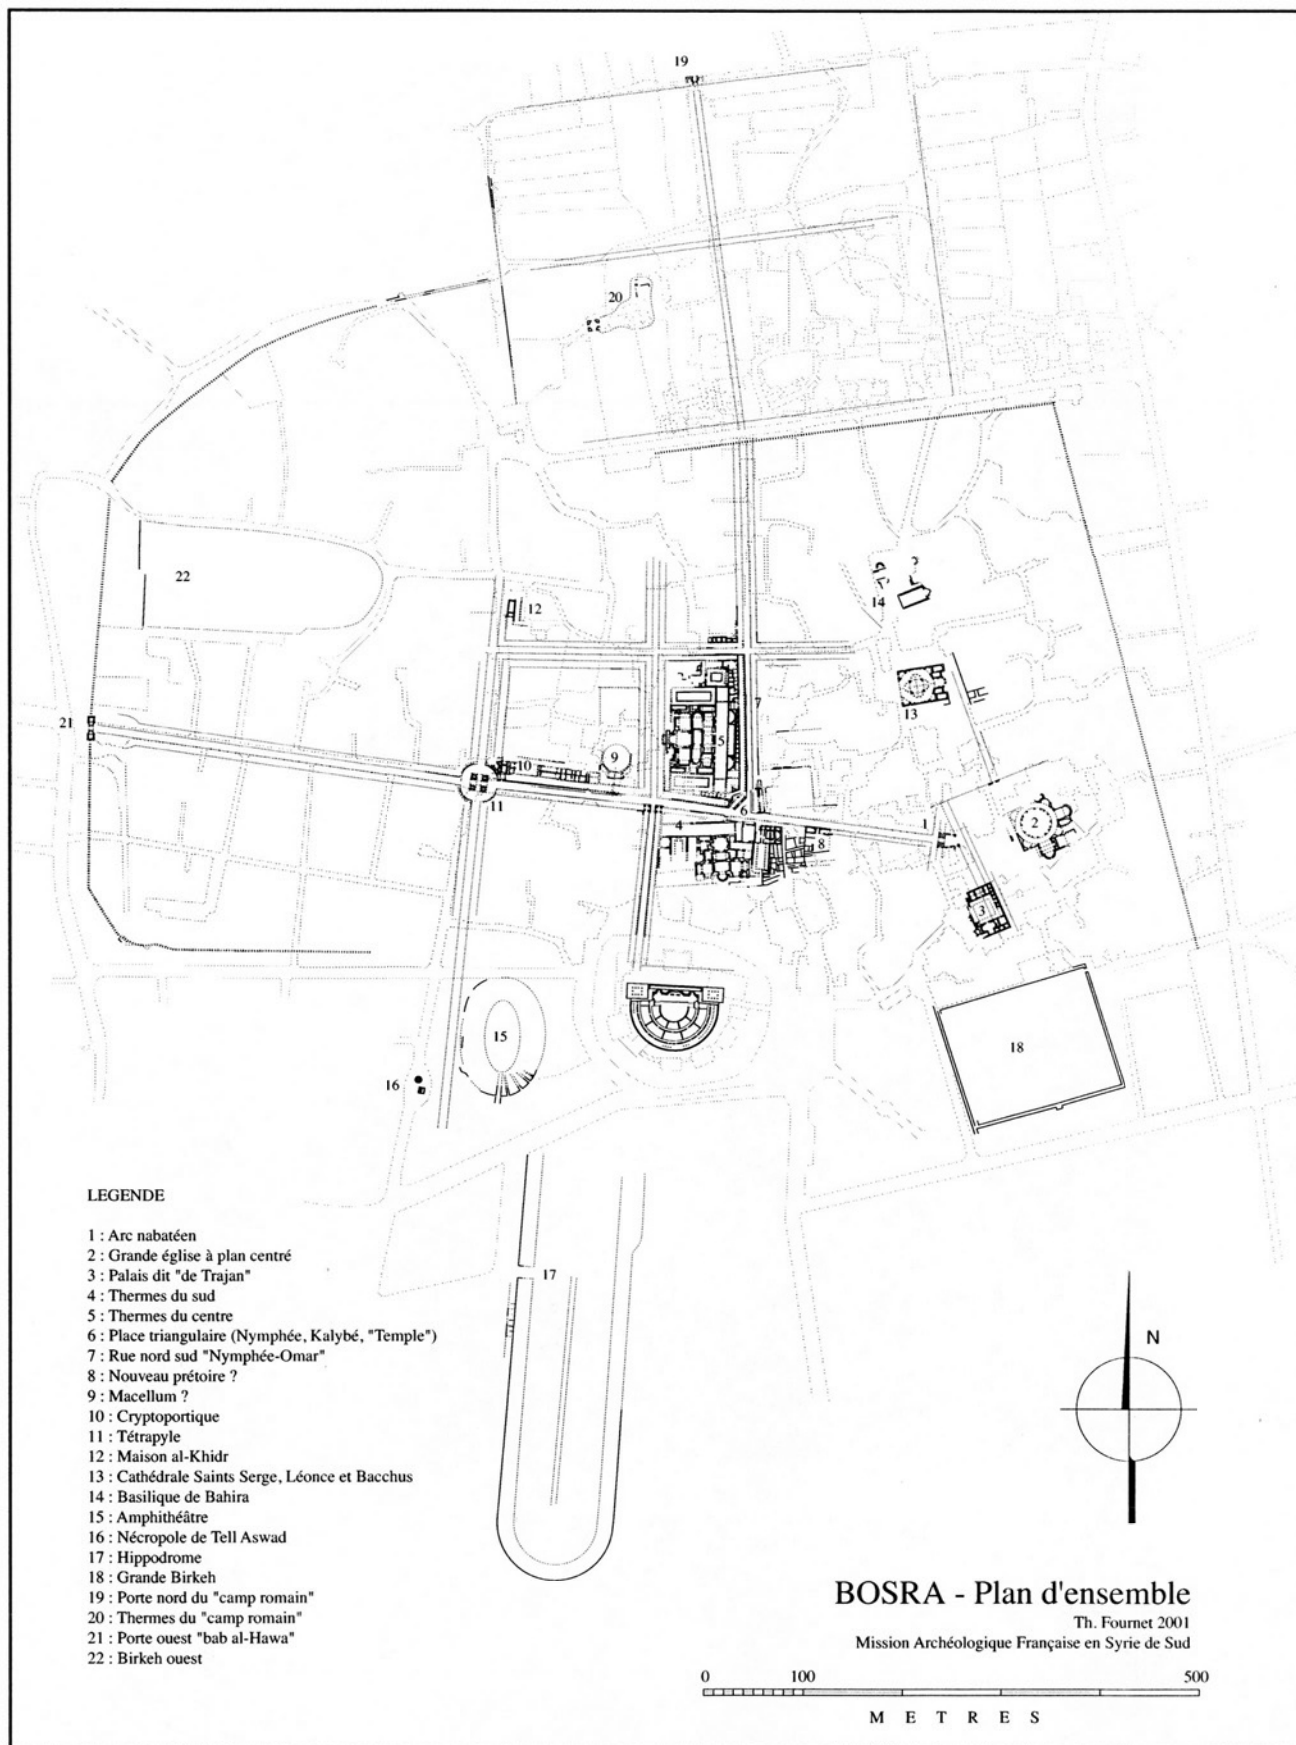 19
20
22
12
14
13
21
7
5
9
10
11
6
1
2
4
8
3
15
18
16
17
LEGENDE
1 : Arc nabatéen
2 : Grande église à plan centré
3 : Palais dit "de Trajan"
4 : Thermes du sud
5 : Thermes du centre
6 : Place triangulaire (Nymphée, Kalybé, "Temple")
7 : Rue nord sud "Nymphée-Omar"
8 : Nouveau prétoire ?
9 : Macellum ?
10 : Cryptoportique
11 : Tétrapyle
12 : Maison al-Khidr
13 : Cathédrale Saints Serge, Léonce et Bacchus
14 : Basilique de Bahira
15 : Amphithéâtre
16 : Nécropole de Tell Aswad
17 : Hippodrome
18 : Grande Birkeh
19 : Porte nord du "camp romain"
20 : Thermes du "camp romain"
21 : Porte ouest "bab al-Hawa"
22 : Birkeh ouest
N
BOSRA - Plan d'ensemble
Th. Fournet 2001
Mission Archéologique Française en Syrie de Sud
0 100 500
METRES